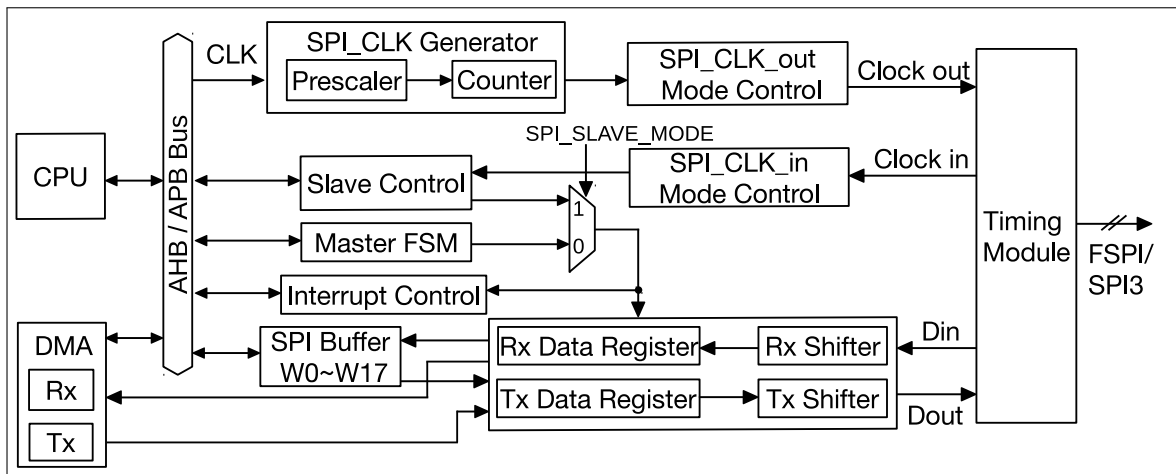 SPI_CLK Generator
CLK
Prescaler
Counter
SPI_CLK_out
Mode Control
Clock out
SPI_SLAVE_MODE
CPU
AHB / APB Bus
Slave Control
1
SPI_CLK_in
Mode Control
Clock in
Master FSM
0
Timing
Module
FSPI/
SPI3
Interrupt Control
DMA
Rx
Tx
SPI Buffer
W0~W17
Rx Data Register
Rx Shifter
Din
Tx Data Register
Tx Shifter
Dout